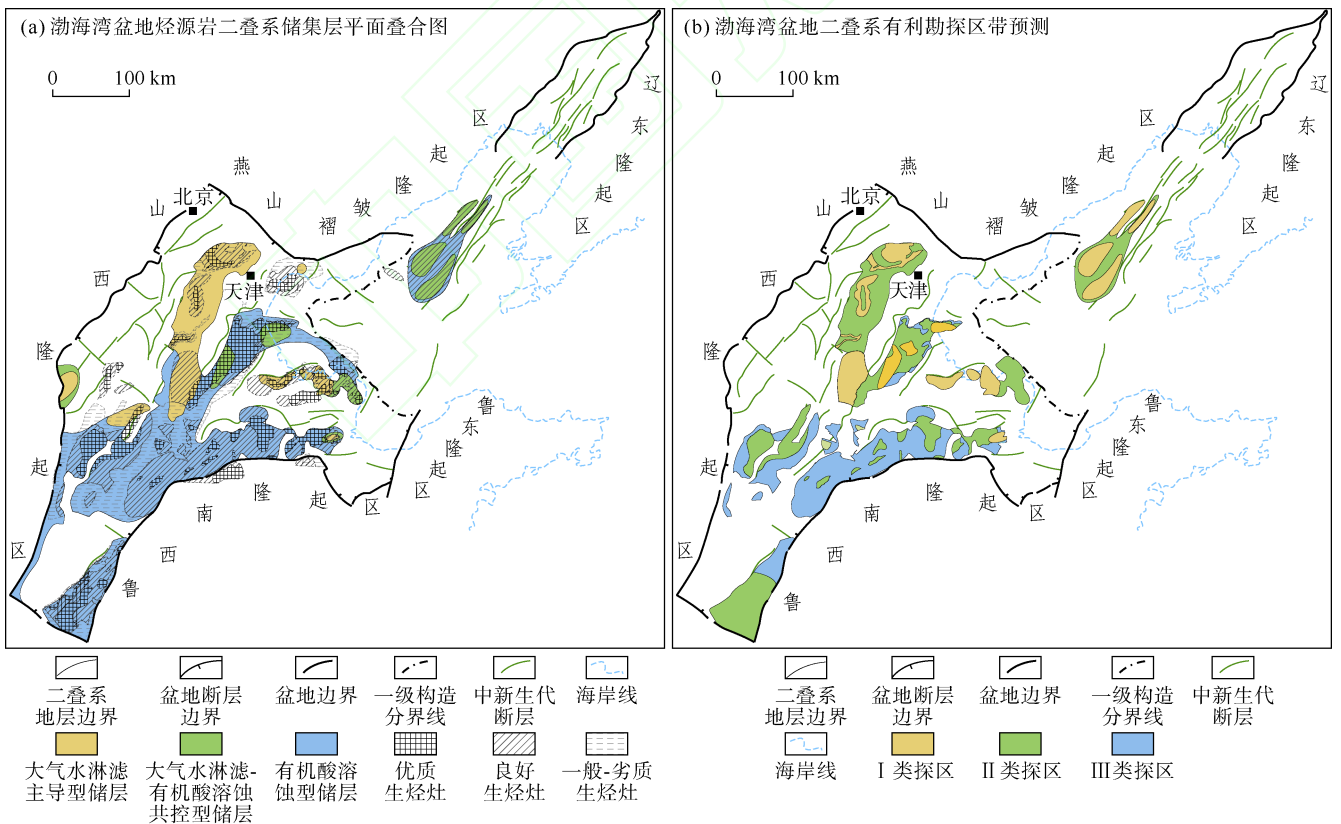 (a) 渤海湾盆地烃源岩二叠系储集层平面叠合图
0 100 km
燕山褶皱隆起区
辽东隆起区
北京
天津
山西隆起区
鲁东隆起区
鲁西南隆起区
二叠系
地层边界
盆地断层
边界
盆地边界
一级构造
分界线
中新生代
断层
海岸线
大气水淋滤
主导型储层
大气水淋滤-
有机酸溶蚀
共控型储层
有机酸溶
蚀型储层
优质
生烃灶
良好
生烃灶
一般-劣质
生烃灶
(b) 渤海湾盆地二叠系有利勘探区带预测
0 100 km
燕山褶皱隆起区
辽东隆起区
北京
天津
山西隆起区
鲁东隆起区
鲁西南隆起区
二叠系
地层边界
盆地断层
边界
盆地边界
一级构造
分界线
中新生代
断层
海岸线
I类探区
II类探区
III类探区